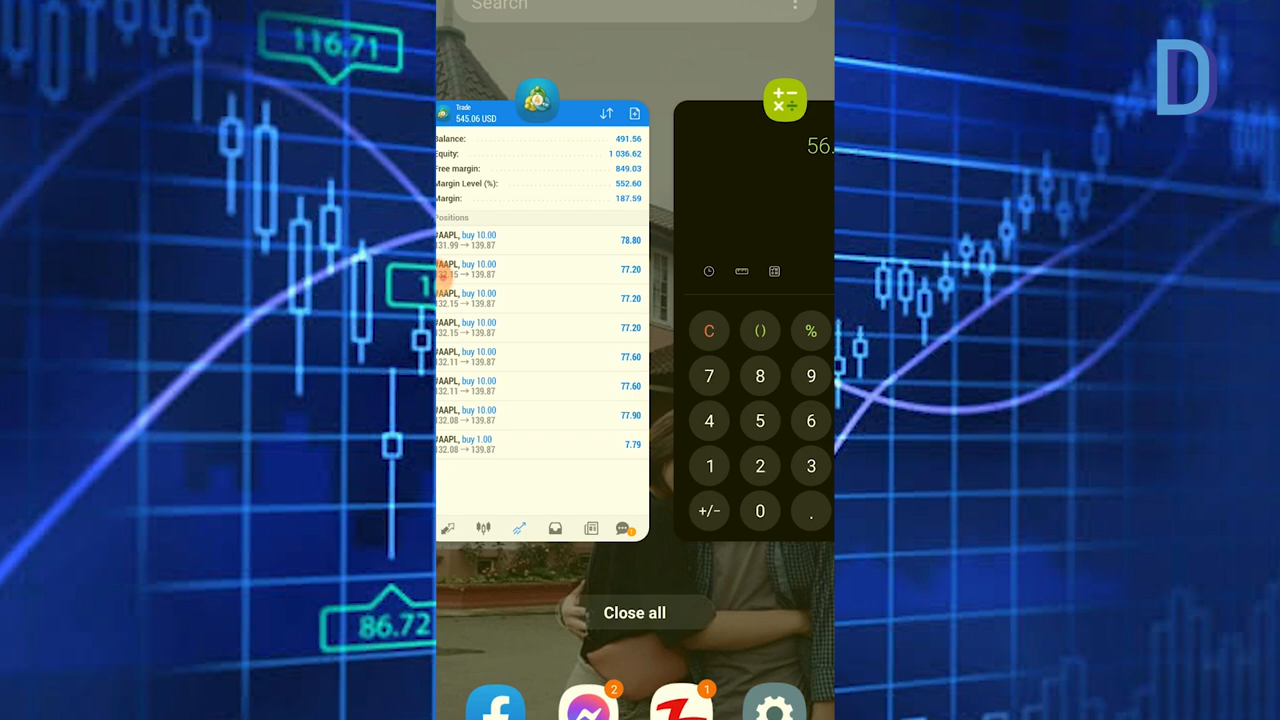 Search
116.71
D
Trade
545.06 USD
Balance: 491.56
Equity: 1 036.62
Free margin: 849.03
Margin Level (%): 552.60
Margin: 187.59
Positions
#AAPL, buy 10.00 78.80
131.99 → 139.87
#AAPL, buy 10.00 77.20
132.15 → 139.87
#AAPL, buy 10.00 77.20
132.15 → 139.87
#AAPL, buy 10.00 77.20
132.15 → 139.87
#AAPL, buy 10.00 77.60
132.11 → 139.87
#AAPL, buy 10.00 77.60
132.11 → 139.87
#AAPL, buy 10.00 77.90
132.08 → 139.87
#AAPL, buy 1.00 7.79
132.08 → 139.87
56.
C () %
7 8 9
4 5 6
1 2 3
+/− 0 .
Close all
86.72
2
1